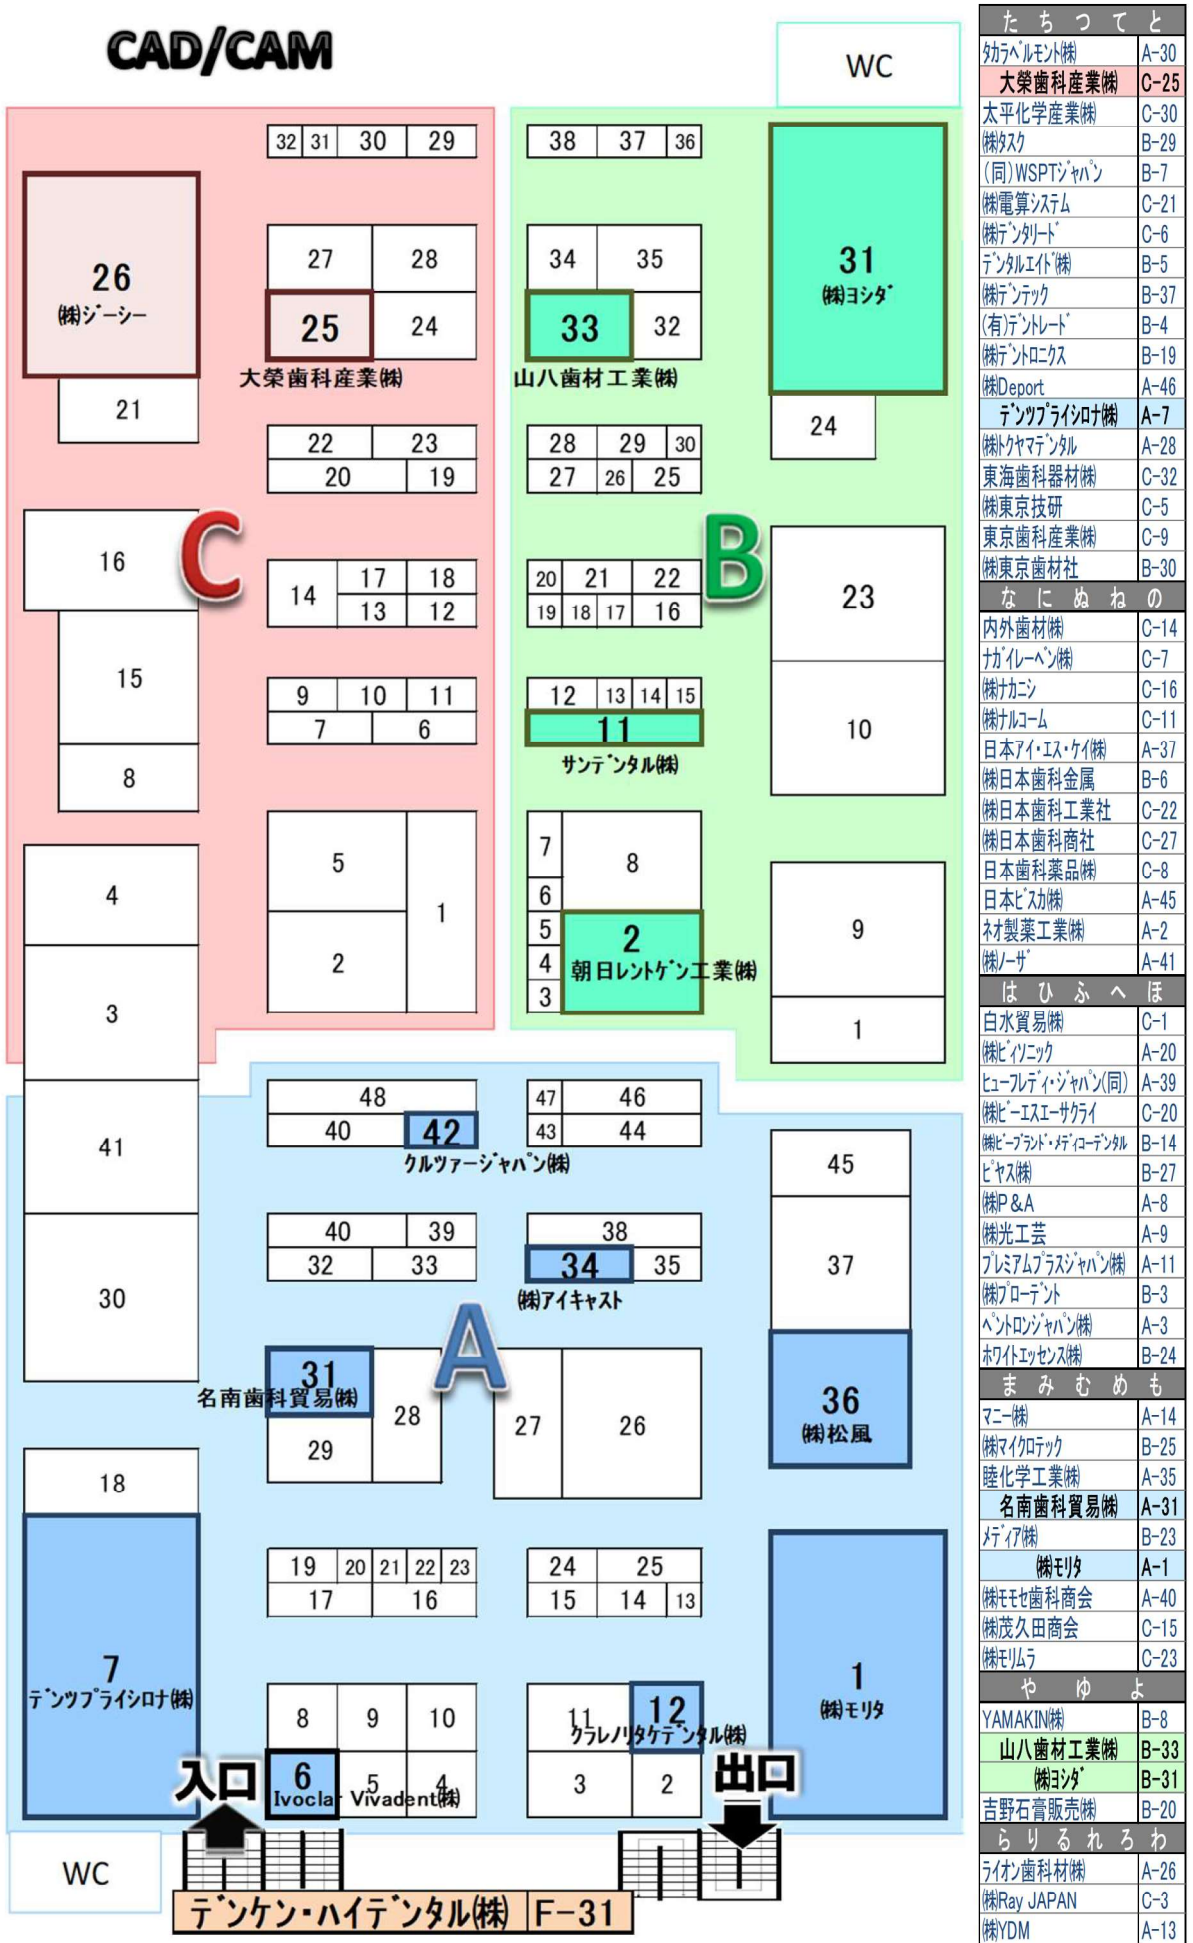 CAD/CAM
WC
32 31 30 29
38 37 36
26
㈱ジーシー
27 28
25 24
大榮歯科産業㈱
34 35
33 32
山八歯材工業㈱
31
㈱ヨシダ
21
24
22 23
20 19
28 29 30
27 26 25
C
B
16
14 17 18
13 12
20 21 22
19 18 17 16
23
15
9 10 11
7 6
12 13 14 15
11
サンデンタル㈱
10
8
5
1
2
7
8
6
5
4
3
2
朝日レントゲン工業㈱
9
1
4
3
41
30
48
40 42
クルツァージャパン㈱
47 46
43 44
45
40 39
32 33
38
34 35
㈱アイキャスト
37
A
31
名南歯科貿易㈱
28
29
27
26
36
㈱松風
18
19 20 21 22 23
17 16
24 25
15 14 13
7
デンツプライシロナ㈱
8 9 10
6 5 4
Ivoclar Vivadent㈱
11 12
クラレノリタケデンタル㈱
3 2
1
㈱モリタ
入口
出口
WC
デンケン・ハイデンタル㈱ F-31
た ち つ て と
タカラベルモント㈱ A-30
大榮歯科産業㈱ C-25
太平化学産業㈱ C-30
㈱タスク B-29
(同)WSPTジャパン B-7
㈱電算システム C-21
㈱デンタリード C-6
デンタルエイド㈱ B-5
㈱デンテック B-37
(有)デントレード B-4
㈱デントロニクス B-19
㈱Deport A-46
デンツプライシロナ㈱ A-7
㈱トクヤマデンタル A-28
東海歯科器材㈱ C-32
㈱東京技研 C-5
東京歯科産業㈱ C-9
㈱東京歯材社 B-30
な に ぬ ね の
内外歯材㈱ C-14
ナガイレーベン㈱ C-7
㈱ナカニシ C-16
㈱ナルコーム C-11
日本アイ・エス・ケイ㈱ A-37
㈱日本歯科金属 B-6
㈱日本歯科工業社 C-22
㈱日本歯科商社 C-27
日本歯科薬品㈱ C-8
日本ビスカ㈱ A-45
ネオ製薬工業㈱ A-2
㈱ノーザ A-41
は ひ ふ へ ほ
白水貿易㈱ C-1
㈱ビィソニック A-20
ヒューフレディ・ジャパン(同) A-39
㈱ビーエスエーサクライ C-20
㈱ビーブランド・メディコーデンタル B-14
ピヤス㈱ B-27
㈱P＆A A-8
㈱光工芸 A-9
プレミアムプラスジャパン㈱ A-11
㈱プローデント B-3
ペントロンジャパン㈱ A-3
ホワイトエッセンス㈱ B-24
ま み む め も
マニー㈱ A-14
㈱マイクロテック B-25
睦化学工業㈱ A-35
名南歯科貿易㈱ A-31
メディア㈱ B-23
㈱モリタ A-1
㈱モモセ歯科商会 A-40
㈱茂久田商会 C-15
㈱モリムラ C-23
や ゆ よ
YAMAKIN㈱ B-8
山八歯材工業㈱ B-33
㈱ヨシダ B-31
吉野石膏販売㈱ B-20
ら り る れ ろ わ
ライオン歯科材㈱ A-26
㈱Ray JAPAN C-3
㈱YDM A-13